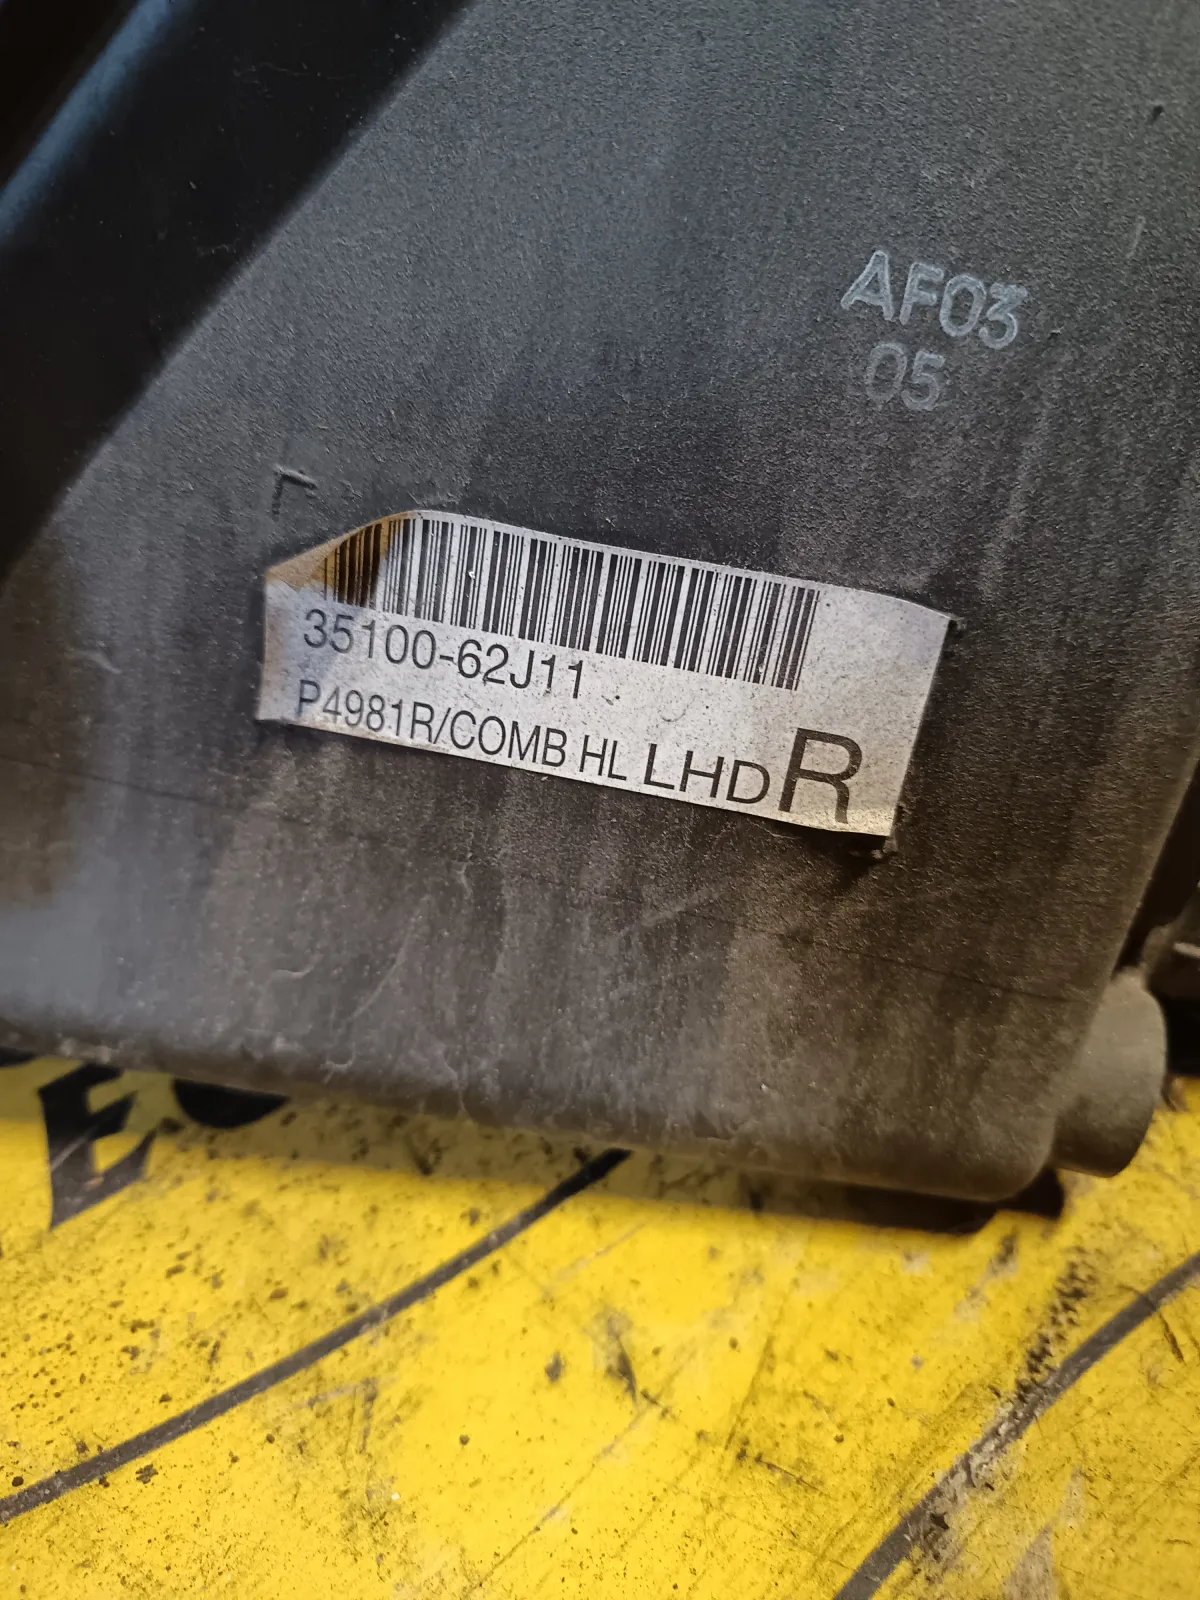 AF03
05
35100-62J11
P4981R/COMB HL LHD R